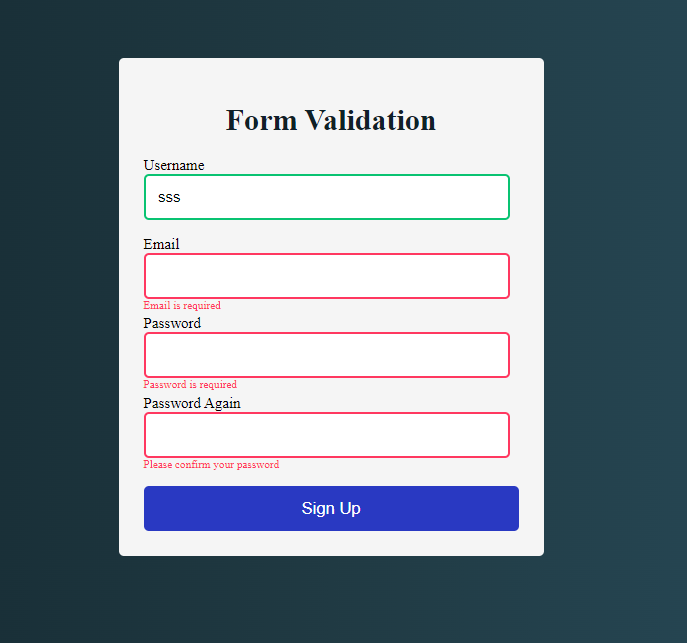 Form Validation
Username
sss
Email
Email is required
Password
Password is required
Password Again
Please confirm your password
Sign Up